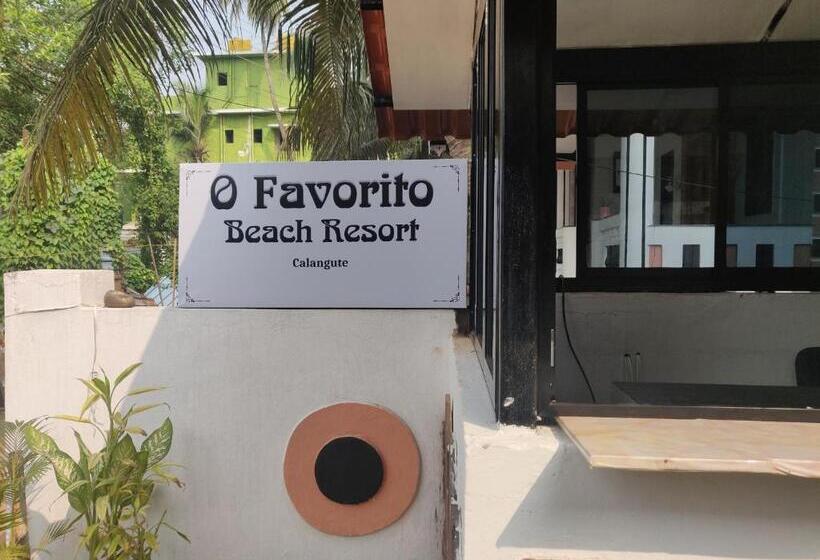 O Favorito
Beach Resort
Calangute